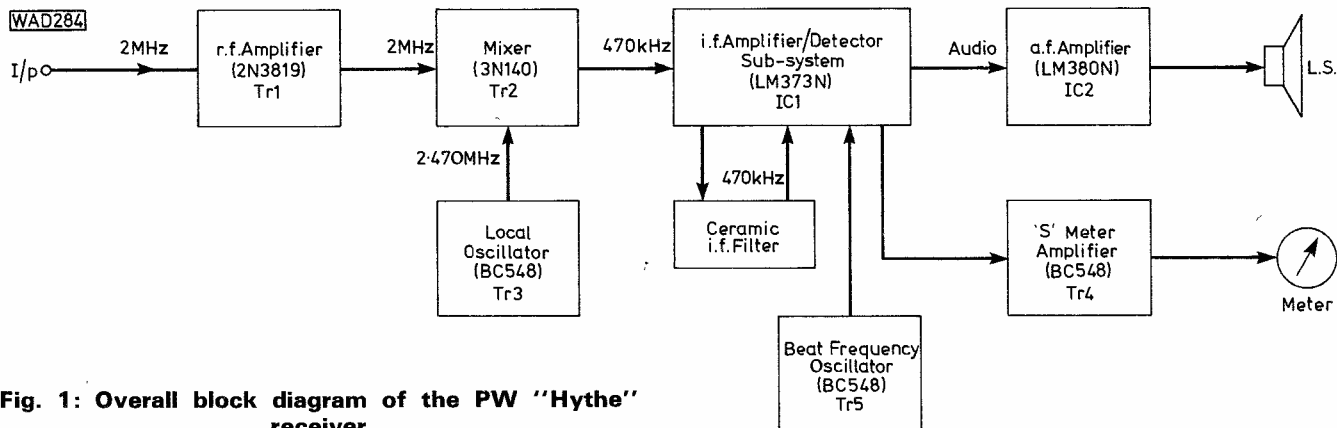 WAD284
I/p
2MHz
r.f.Amplifier
(2N3819)
Tr1
2MHz
Mixer
(3N140)
Tr2
470kHz
i.f.Amplifier/Detector
Sub-system
(LM373N)
IC1
Audio
a.f.Amplifier
(LM380N)
IC2
L.S.
2·470MHz
Local
Oscillator
(BC548)
Tr3
470kHz
Ceramic
i.f.Filter
'S' Meter
Amplifier
(BC548)
Tr4
Meter
Beat Frequency
Oscillator
(BC548)
Tr5
Fig. 1: Overall block diagram of the PW "Hythe"
receiver